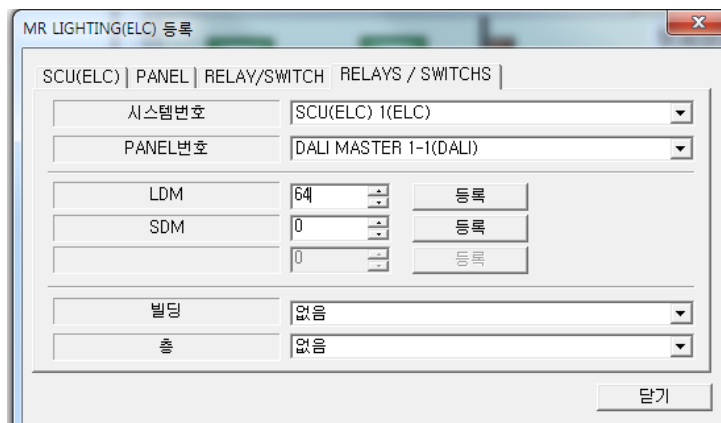 MR LIGHTING(ELC) 등록
SCU(ELC) | PANEL | RELAY/SWITCH | RELAYS / SWITCHS
시스템번호 SCU(ELC) 1(ELC)
PANEL번호 DALI MASTER 1-1(DALI)
LDM 64 등록
SDM 0 등록
0 등록
빌딩 없음
층 없음
닫기